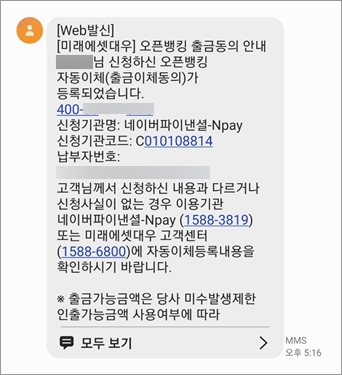 [Web발신]
[미래에셋대우] 오픈뱅킹 출금동의 안내
님 신청하신 오픈뱅킹
자동이체(출금이체동의)가
등록되었습니다.
400-
신청기관명: 네이버파이낸셜-Npay
신청기관코드: C010108814
납부자번호:
고객님께서 신청하신 내용과 다르거나
신청사실이 없는 경우 이용기관
네이버파이낸셜-Npay (1588-3819)
또는 미래에셋대우 고객센터
(1588-6800)에 자동이체등록내용을
확인하시기 바랍니다.
※ 출금가능금액은 당사 미수발생제한
인출가능금액 사용여부에 따라
모두 보기
MMS
오후 5:16